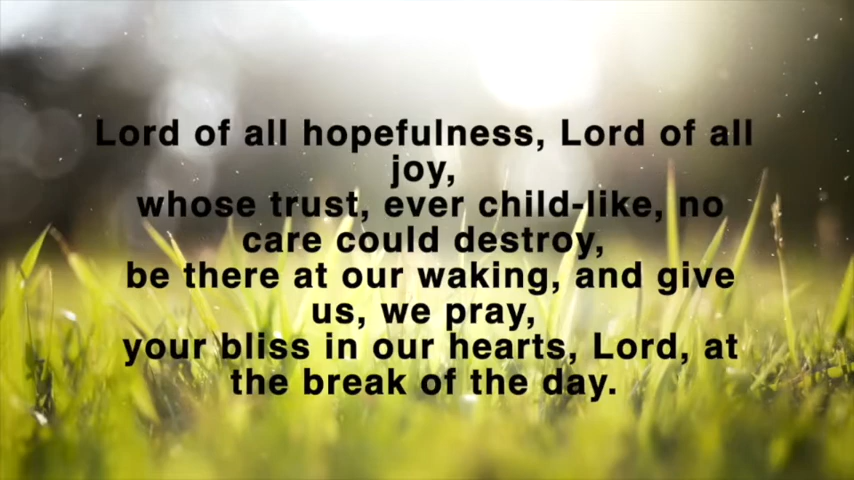 Lord of all hopefulness, Lord of all
joy,
whose trust, ever child-like, no
care could destroy,
be there at our waking, and give
us, we pray,
your bliss in our hearts, Lord, at
the break of the day.